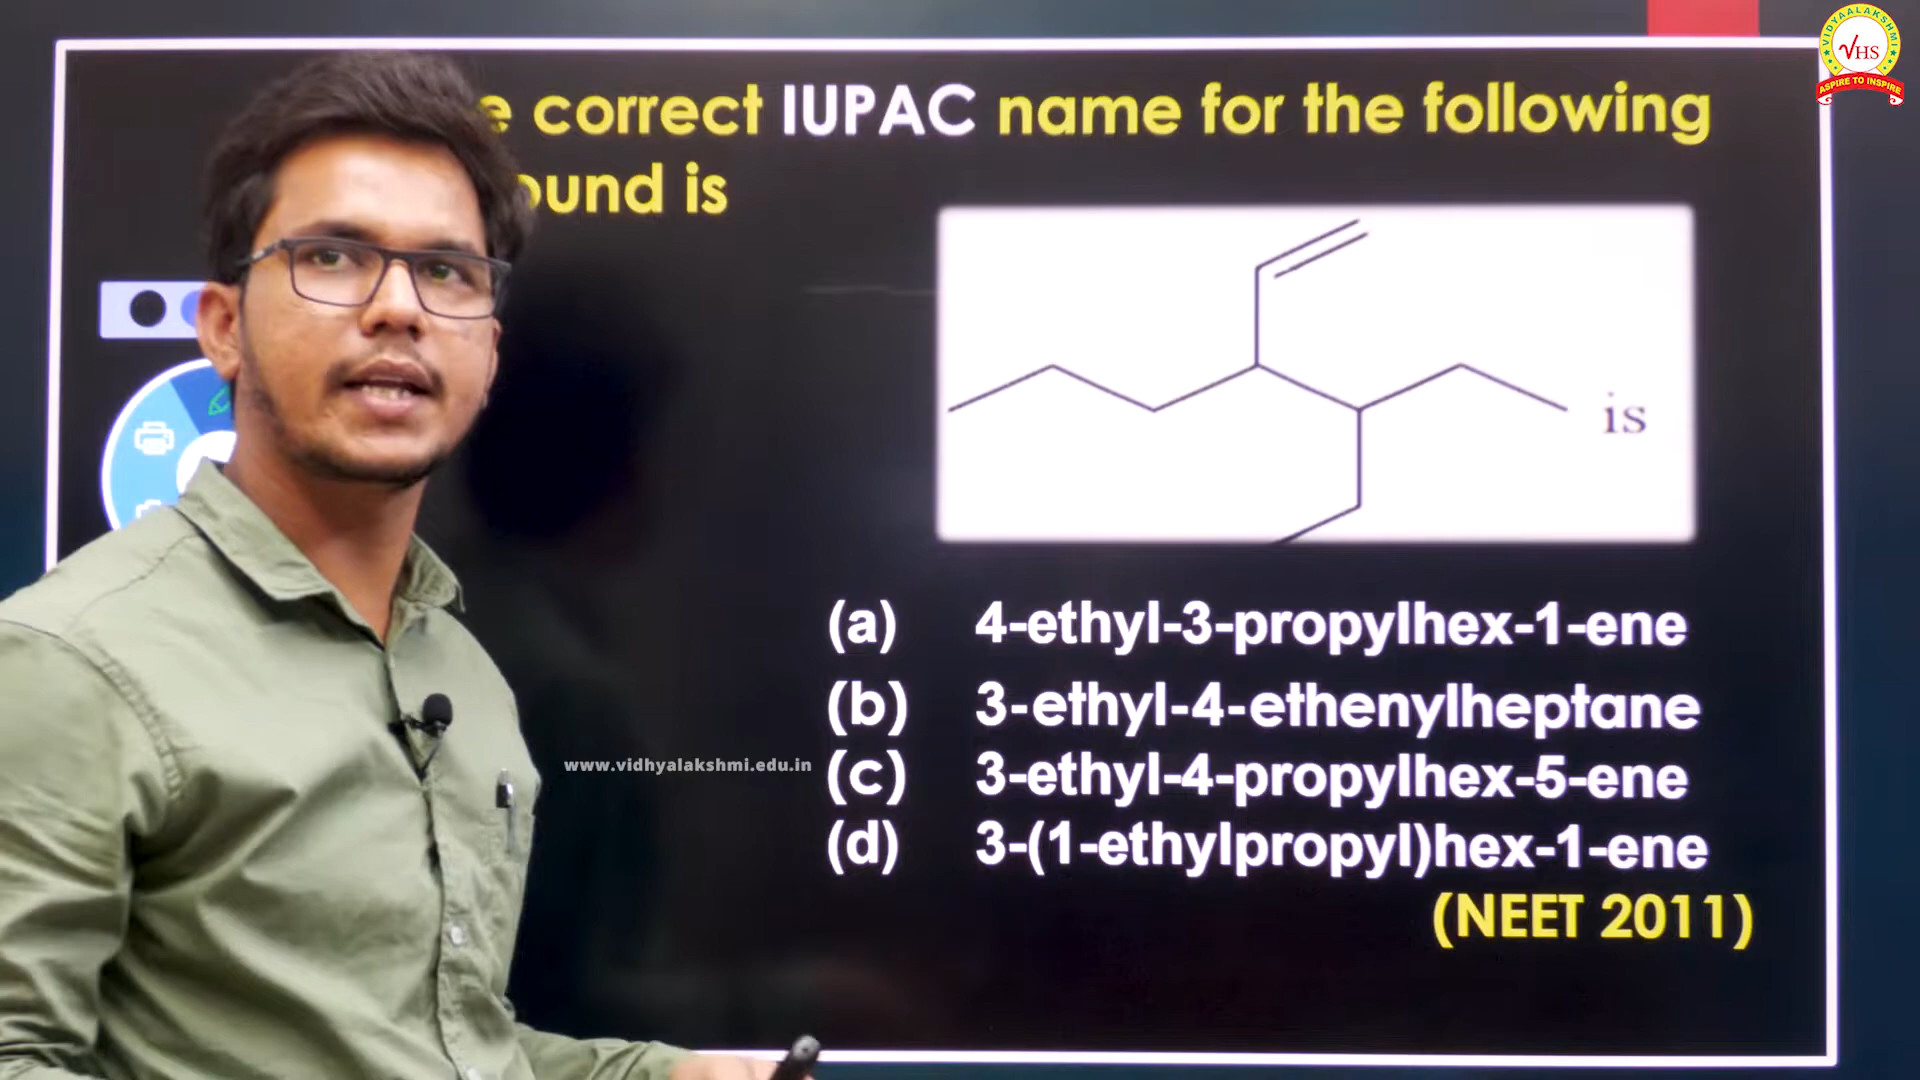 correct IUPAC name for the following
is
is
(a) 4-ethyl-3-propylhex-1-ene
(b) 3-ethyl-4-ethenylheptane
www.vidhyalakshmi.edu.in
(c) 3-ethyl-4-propylhex-5-ene
(d) 3-(1-ethylpropyl)hex-1-ene
(NEET 2011)
VIDYAALAKSHMI
VHS
ASPIRE TO INSPIRE